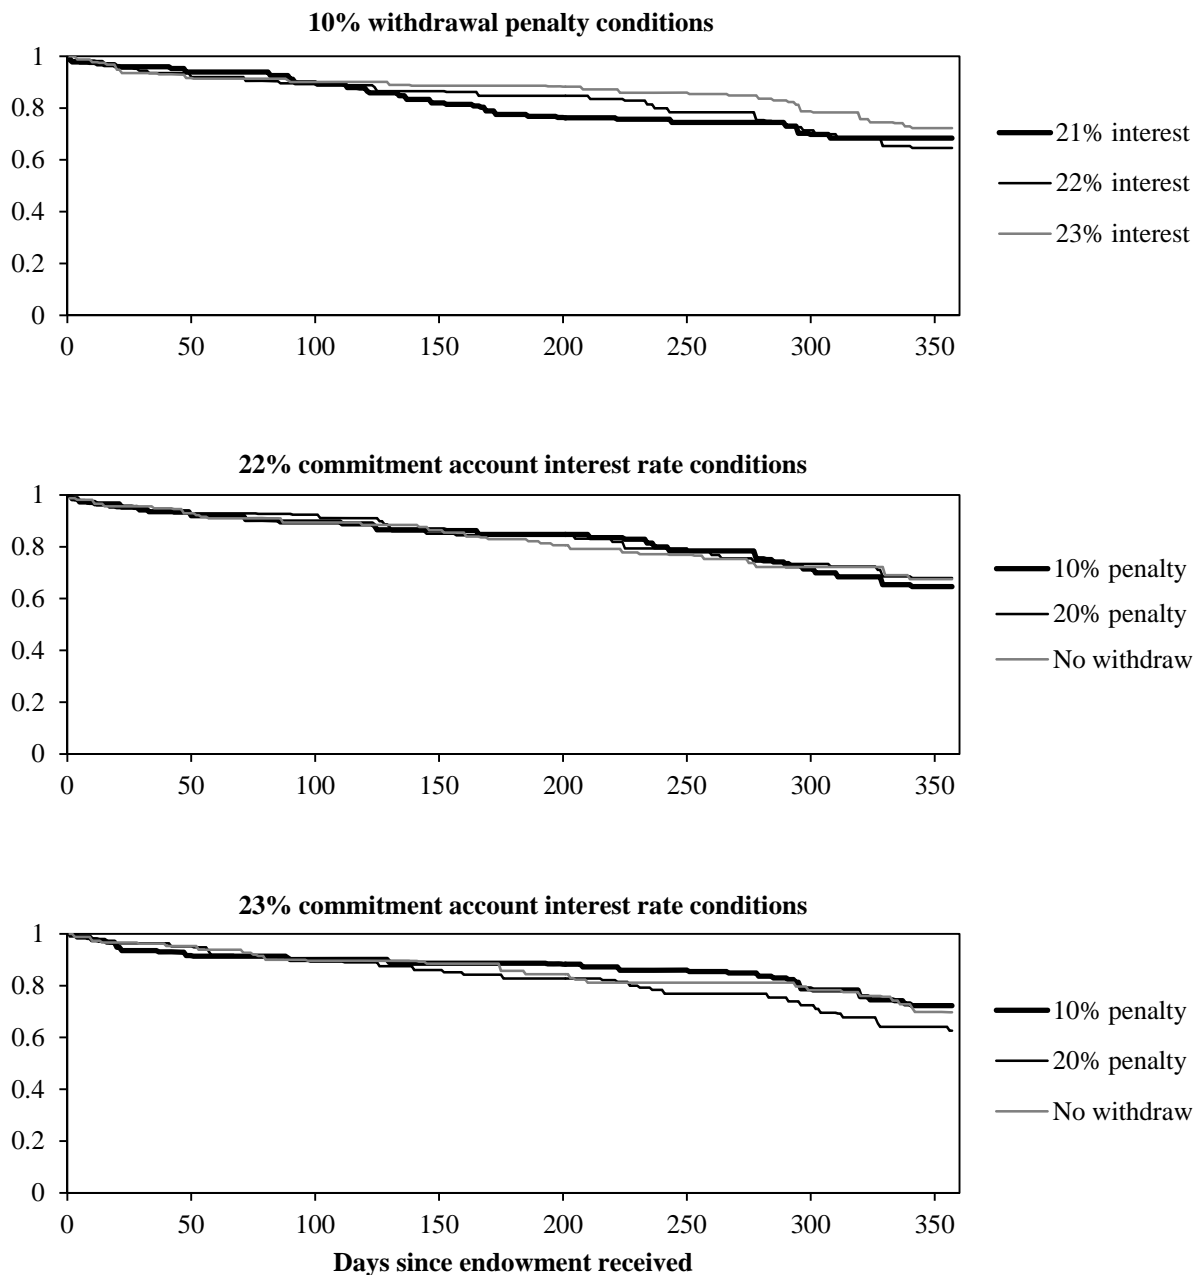 10% withdrawal penalty conditions
1
0.8
0.6
0.4
0.2
0
0 50 100 150 200 250 300 350
21% interest
22% interest
23% interest
22% commitment account interest rate conditions
1
0.8
0.6
0.4
0.2
0
0 50 100 150 200 250 300 350
10% penalty
20% penalty
No withdraw
23% commitment account interest rate conditions
1
0.8
0.6
0.4
0.2
0
0 50 100 150 200 250 300 350
Days since endowment received
10% penalty
20% penalty
No withdraw